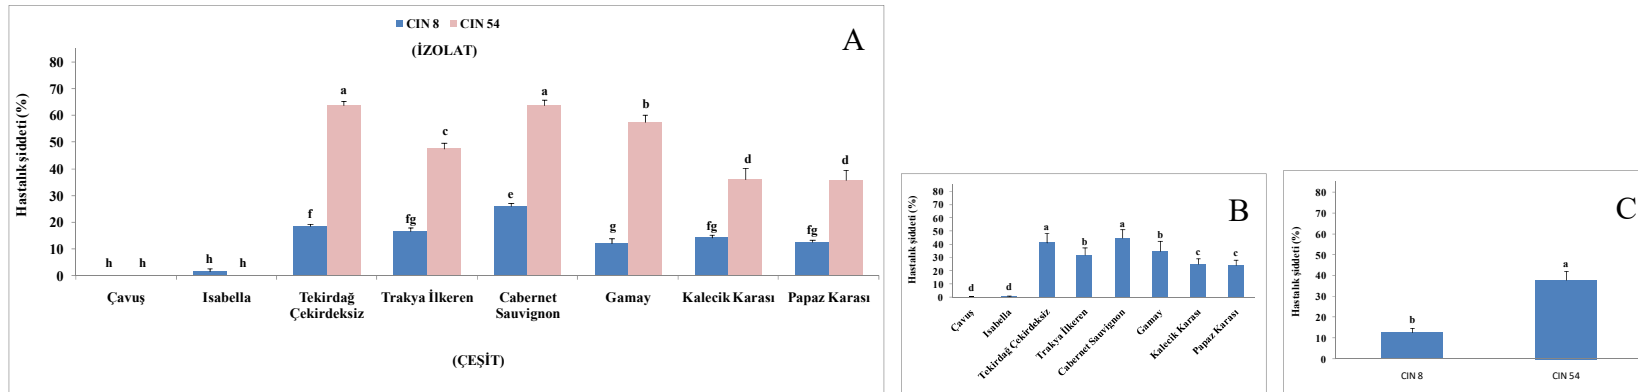 CIN 8 CIN 54
(İZOLAT)
A
Hastalık şiddeti (%)
80
70
60
50
40
30
20
10
0
h h
h h
f a
fg c
e a
g b
fg d
fg d
Çavuş Isabella Tekirdağ Çekirdeksiz Trakya İlkeren Cabernet Sauvignon Gamay Kalecik Karası Papaz Karası
(ÇEŞİT)
B
Hastalık şiddeti (%)
80
70
60
50
40
30
20
10
0
d d a b a b c c
Çavuş
Isabella
Tekirdağ Çekirdeksiz
Trakya İlkeren
Cabernet Sauvignon
Gamay
Kalecik Karası
Papaz Karası
C
Hastalık şiddeti (%)
80
70
60
50
40
30
20
10
0
b a
CIN 8 CIN 54